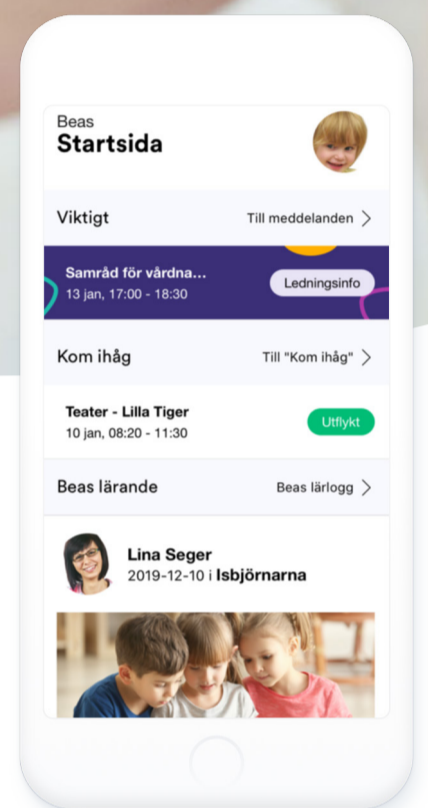 Beas
Startsida
Viktigt
Till meddelanden
Samråd för vårdna...
13 jan, 17:00 - 18:30
Ledningsinfo
Kom ihåg
Till "Kom ihåg"
Teater - Lilla Tiger
10 jan, 08:20 - 11:30
Utflykt
Beas lärande
Beas lärlogg
Lina Seger
2019-12-10 i Isbjörnarna